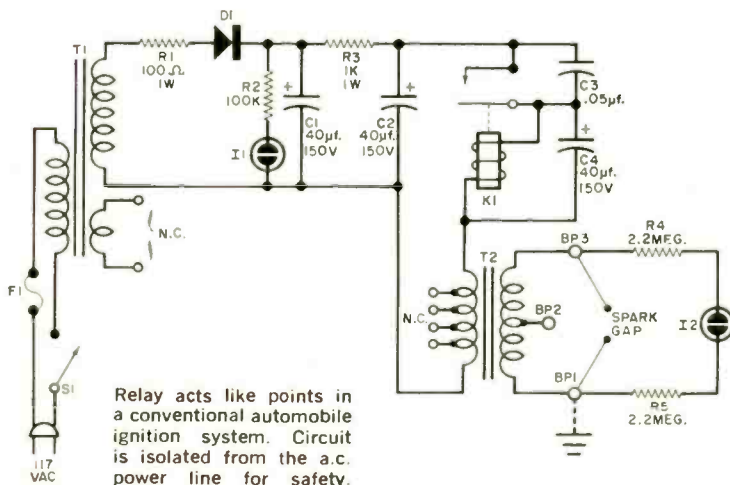 T1
R1
100Ω
1W
D1
R2
100K
I1
+
C1
40µf.
150V
R3
1K
1W
+
C2
40µf.
150V
C3
.05µf.
+
C4
40µf.
150V
K1
N.C.
F1
S1
117
VAC
N.C.
T2
BP3
BP2
BP1
SPARK
GAP
R4
2.2MEG.
I2
R5
2.2MEG.
Relay acts like points in
a conventional automobile
ignition system. Circuit
is isolated from the a.c.
power line for safety.